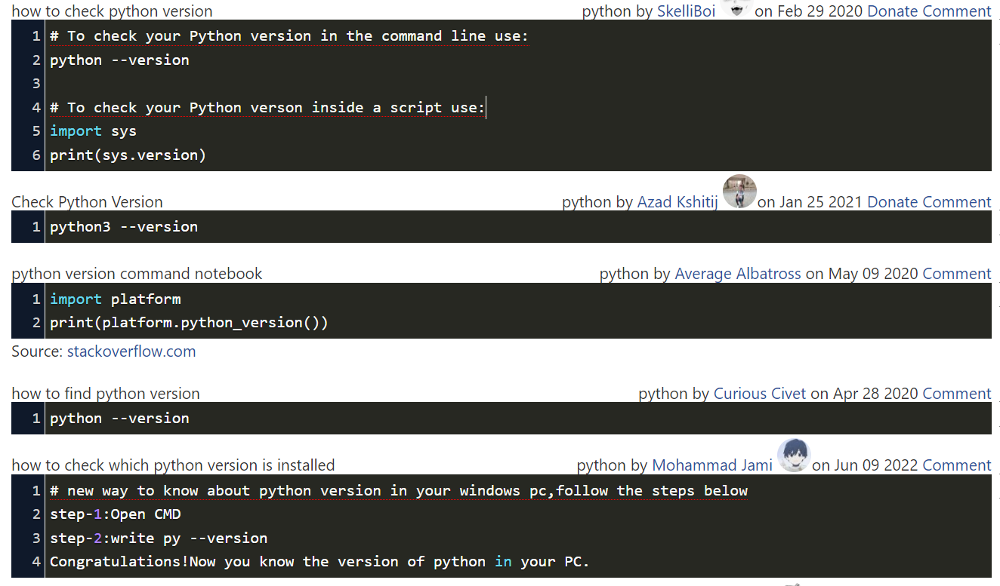 how to check python version python by SkelliBoi on Feb 29 2020 Donate Comment
1 # To check your Python version in the command line use:
2 python --version
3
4 # To check your Python verson inside a script use:
5 import sys
6 print(sys.version)
Check Python Version python by Azad Kshitij on Jan 25 2021 Donate Comment
1 python3 --version
python version command notebook python by Average Albatross on May 09 2020 Comment
1 import platform
2 print(platform.python_version())
Source: stackoverflow.com
how to find python version python by Curious Civet on Apr 28 2020 Comment
1 python --version
how to check which python version is installed python by Mohammad Jami on Jun 09 2022 Comment
1 # new way to know about python version in your windows pc,follow the steps below
2 step-1:Open CMD
3 step-2:write py --version
4 Congratulations!Now you know the version of python in your PC.